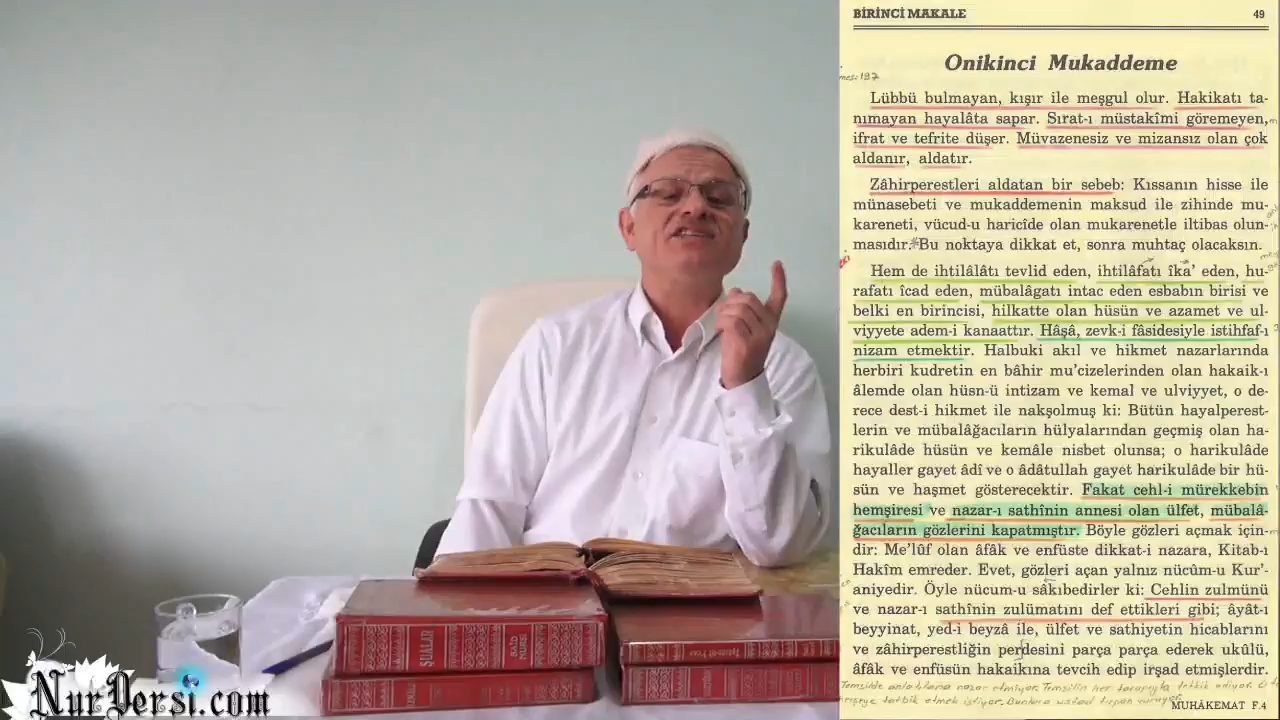 BİRİNCİ MAKALE 49
Onikinci Mukaddeme
Lübbü bulmayan, kışır ile meşgul olur. Hakikatı ta-
nımayan hayalâta sapar. Sırat-ı müstakîmi göremeyen,
ifrat ve tefrite düşer. Müvazenesiz ve mizansız olan çok
aldanır, aldatır.
Zâhirperestleri aldatan bir sebeb: Kıssanın hisse ile
münasebeti ve mukaddemenin maksud ile zihinde mu-
kareneti, vücud-u haricîde olan mukarenetle iltibas olun-
masıdır. Bu noktaya dikkat et, sonra muhtaç olacaksın.
Hem de ihtilâlâtı tevlid eden, ihtilâfatı îka' eden, hu-
rafatı îcad eden, mübalâgatı intac eden esbabın birisi ve
belki en birincisi, hilkatte olan hüsün ve azamet ve ul-
viyyete adem-i kanaattır. Hâşâ, zevk-i fâsidesiyle istihfaf-ı
nizam etmektir. Halbuki akıl ve hikmet nazarlarında
herbiri kudretin en bâhir mu'cizelerinden olan hakaik-ı
âlemde olan hüsn-ü intizam ve kemal ve ulviyyet, o de-
rece dest-i hikmet ile nakşolmuş ki: Bütün hayalperest-
lerin ve mübalâğacıların hülyalarından geçmiş olan ha-
rikulâde hüsün ve kemâle nisbet olunsa; o harikulâde
hayaller gayet âdî ve o âdâtullah gayet harikulâde bir hü-
sün ve haşmet gösterecektir. Fakat cehl-i mürekkebin
hemşiresi ve nazar-ı sathînin annesi olan ülfet, mübalâ-
ğacıların gözlerini kapatmıştır. Böyle gözleri açmak için-
dir: Me'lûf olan âfâk ve enfüste dikkat-i nazara, Kitab-ı
Hakîm emreder. Evet, gözleri açan yalnız nücûm-u Kur'-
aniyedir. Öyle nücum-u sâkıbedirler ki: Cehlin zulmünü
ve nazar-ı sathînin zulümatını def ettikleri gibi; âyât-ı
beyyinat, yed-i beyzâ ile, ülfet ve sathiyetin hicablarını
ve zâhirperestliğin perdesini parça parça ederek ukûlü,
âfâk ve enfüsün hakaikına tevcih edip irşad etmişlerdir.
MUHÂKEMAT F.4
ŞUALAR
SAİD
NURSÎ
NurDersi.com